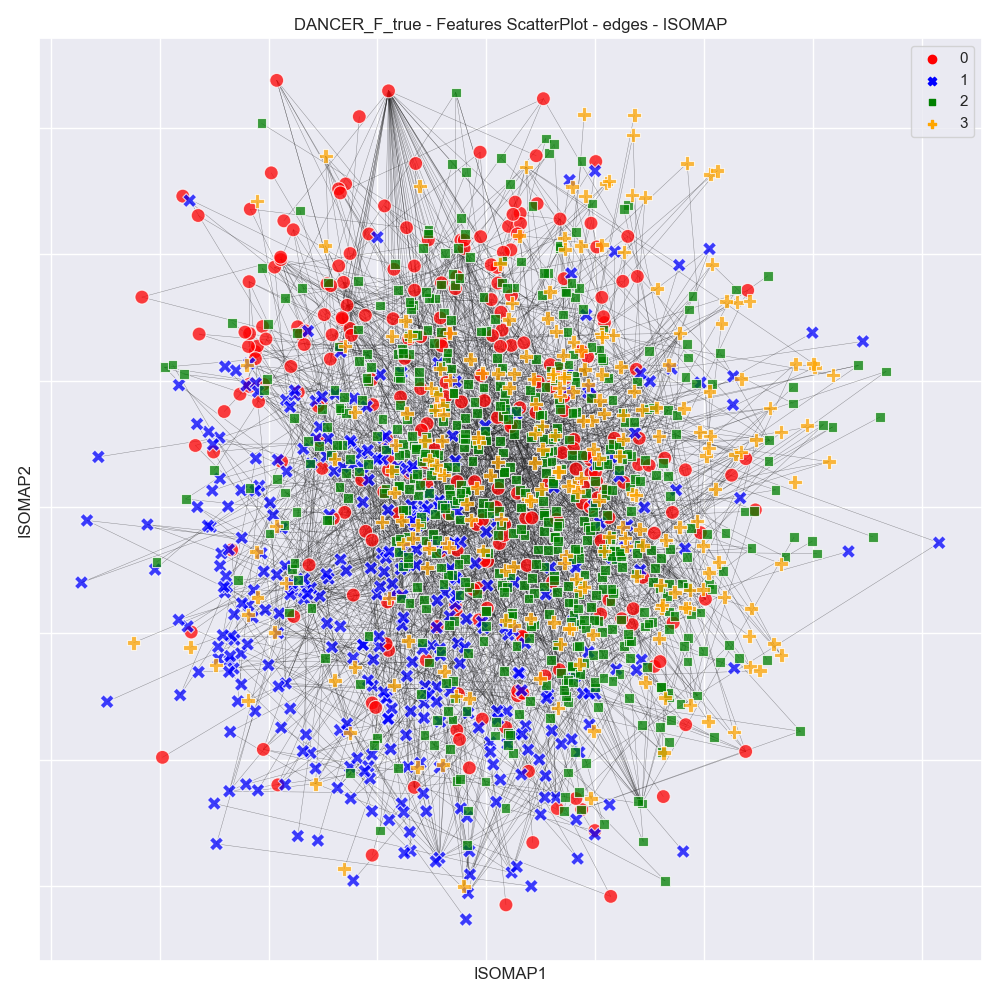 DANCER_F_true - Features ScatterPlot - edges - ISOMAP
0
1
2
3
ISOMAP2
ISOMAP1